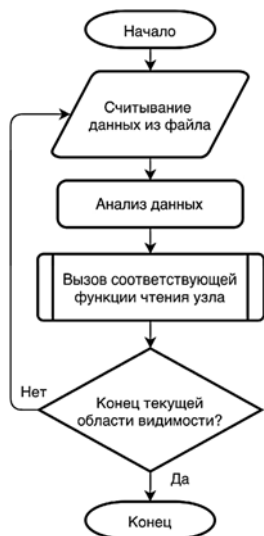 Начало
Считывание
данных из файла
Анализ данных
Вызов соответствующей
функции чтения узла
Нет
Конец текущей
области видимости?
Да
Конец